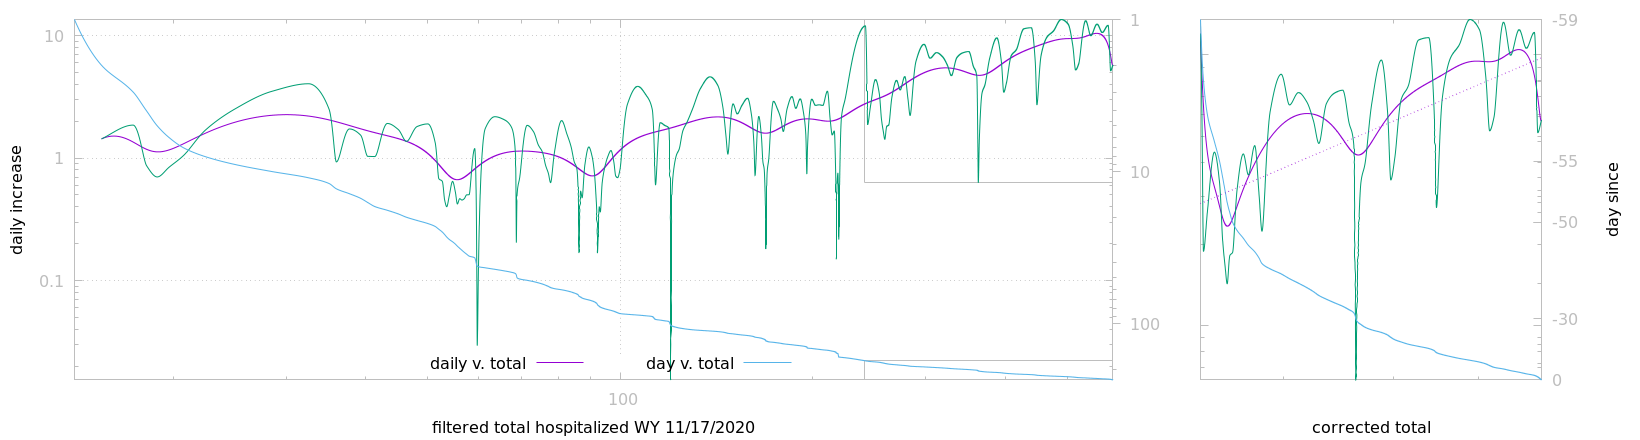 10
1
0.1
daily increase
daily v. total
day v. total
100
filtered total hospitalized WY 11/17/2020
1
10
100
-59
-55
-50
-30
0
day since
corrected total